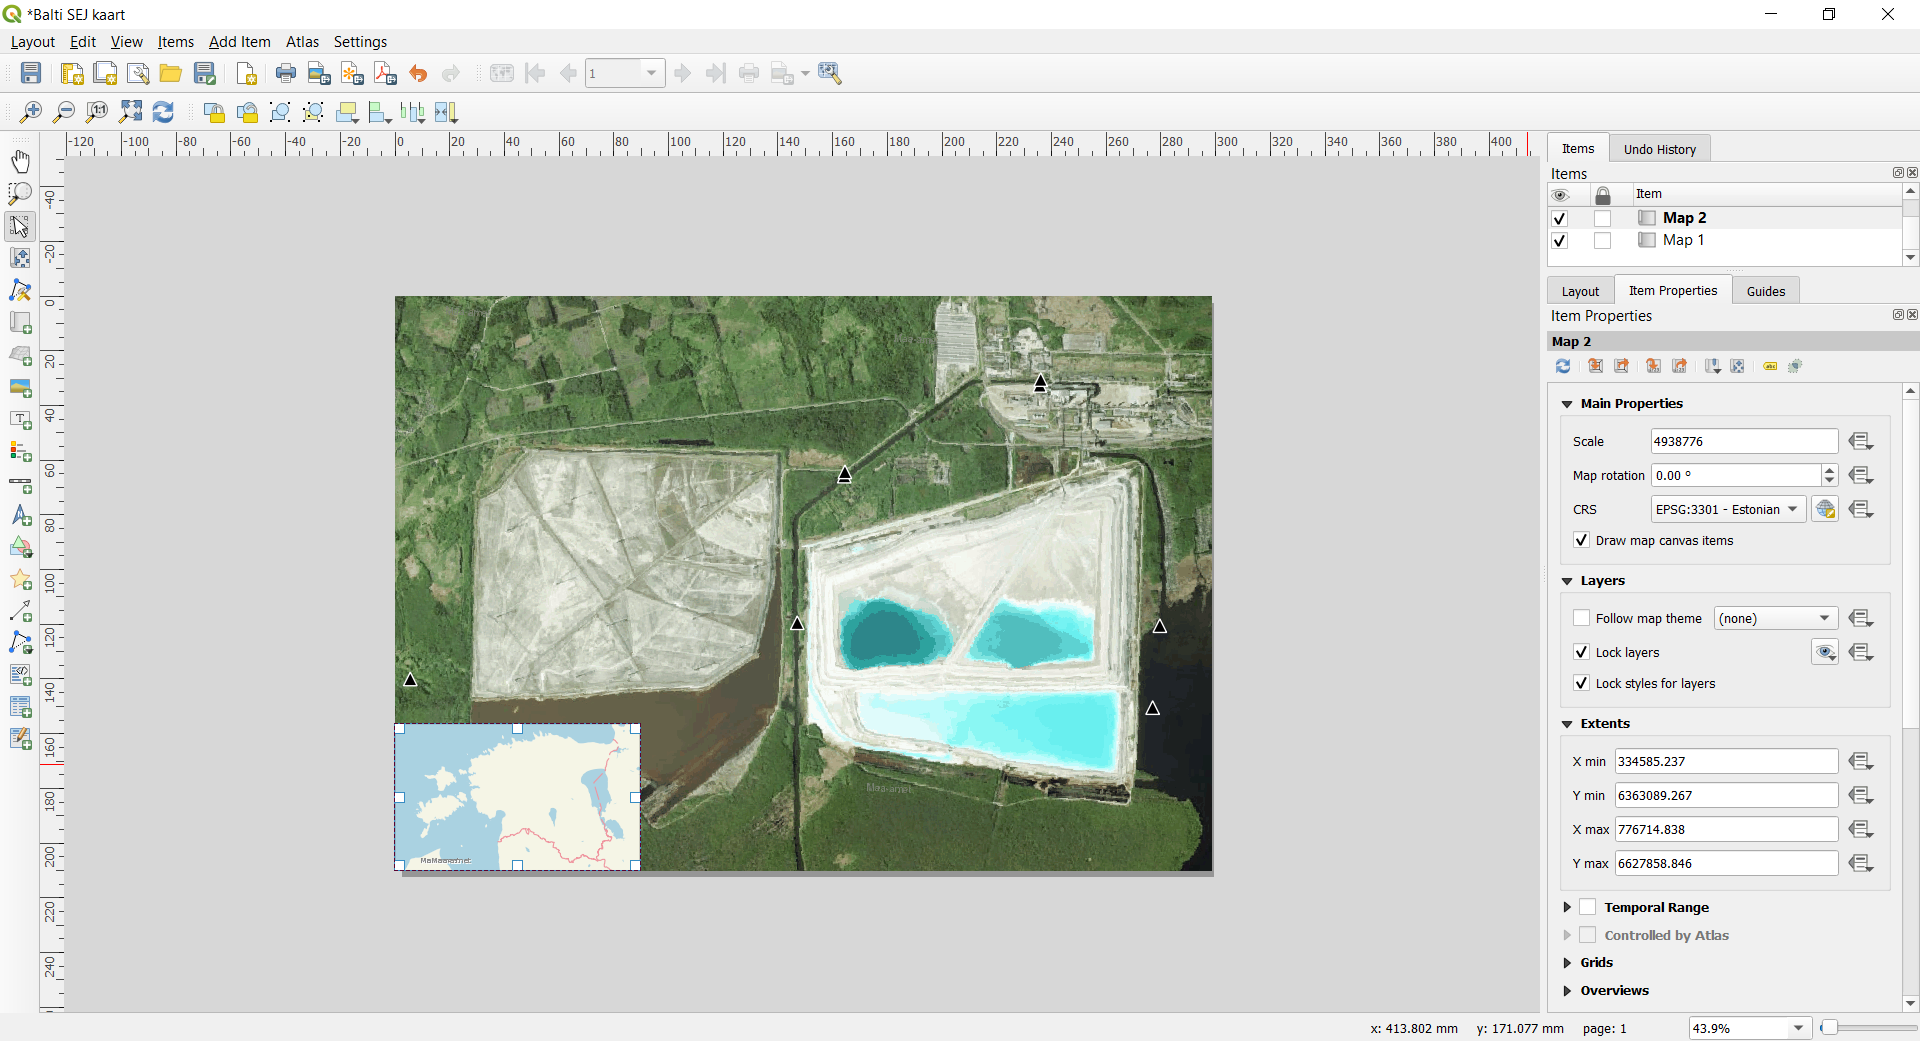 *Balti SEJ kaart
Layout Edit View Items Add Item Atlas Settings
1
-120 -100 -80 -60 -40 -20 0 20 40 60 80 100 120 140 160 180 200 220 240 260 280 300 320 340 360 380 400
-40
-20
0
20
40
60
80
100
120
140
160
180
200
220
240
Items Undo History
Items
Item
Map 2
Map 1
Layout Item Properties Guides
Item Properties
Map 2
Main Properties
Scale 4938776
Map rotation 0.00 °
CRS EPSG:3301 - Estonian
Draw map canvas items
Layers
Follow map theme (none)
Lock layers
Lock styles for layers
Extents
X min 334585.237
Y min 6363089.267
X max 776714.838
Y max 6627858.846
Temporal Range
Controlled by Atlas
Grids
Overviews
x: 413.802 mm y: 171.077 mm page: 1 43.9%